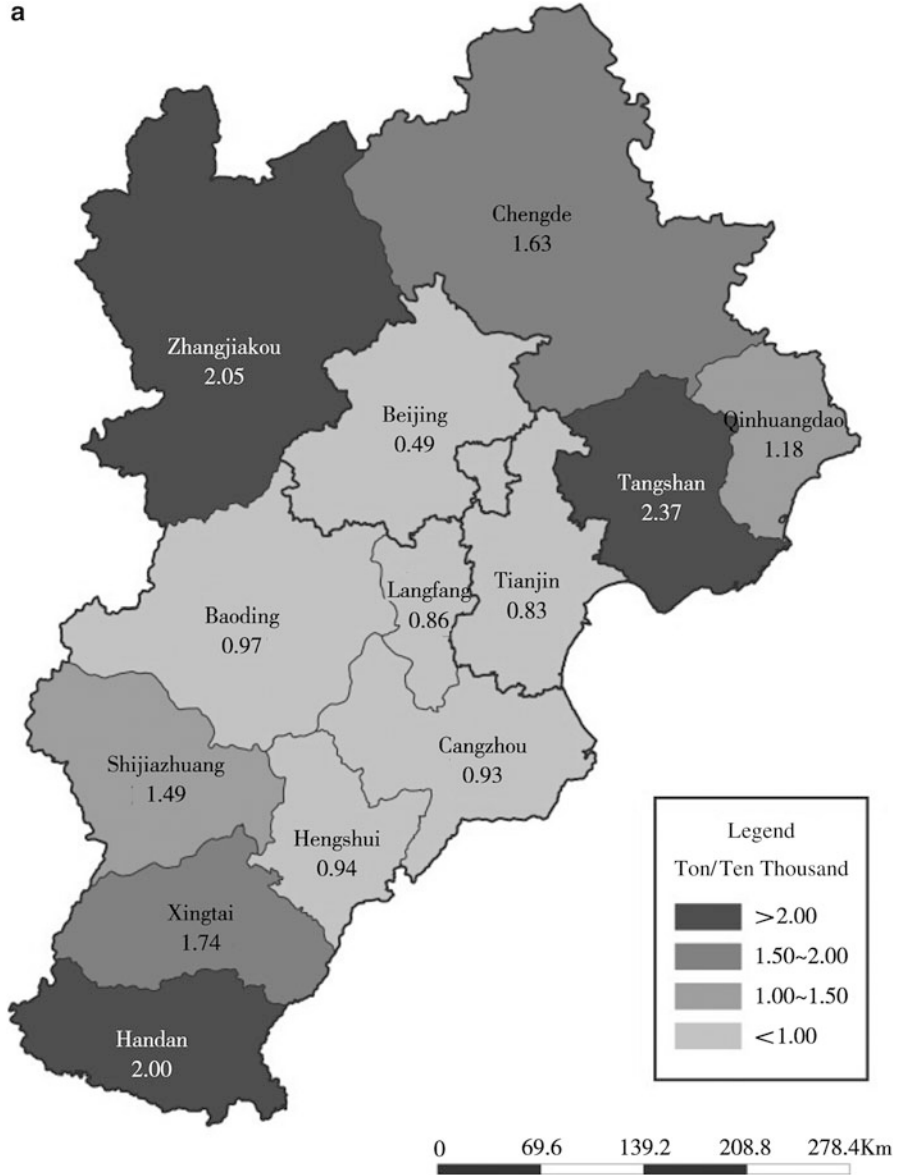 a
Chengde
1.63
Zhangjiakou
2.05
Beijing
0.49
Qinhuangdao
1.18
Tangshan
2.37
Langfang
0.86
Tianjin
0.83
Baoding
0.97
Cangzhou
0.93
Shijiazhuang
1.49
Hengshui
0.94
Xingtai
1.74
Handan
2.00
Legend
Ton/Ten Thousand
>2.00
1.50~2.00
1.00~1.50
<1.00
0 69.6 139.2 208.8 278.4Km